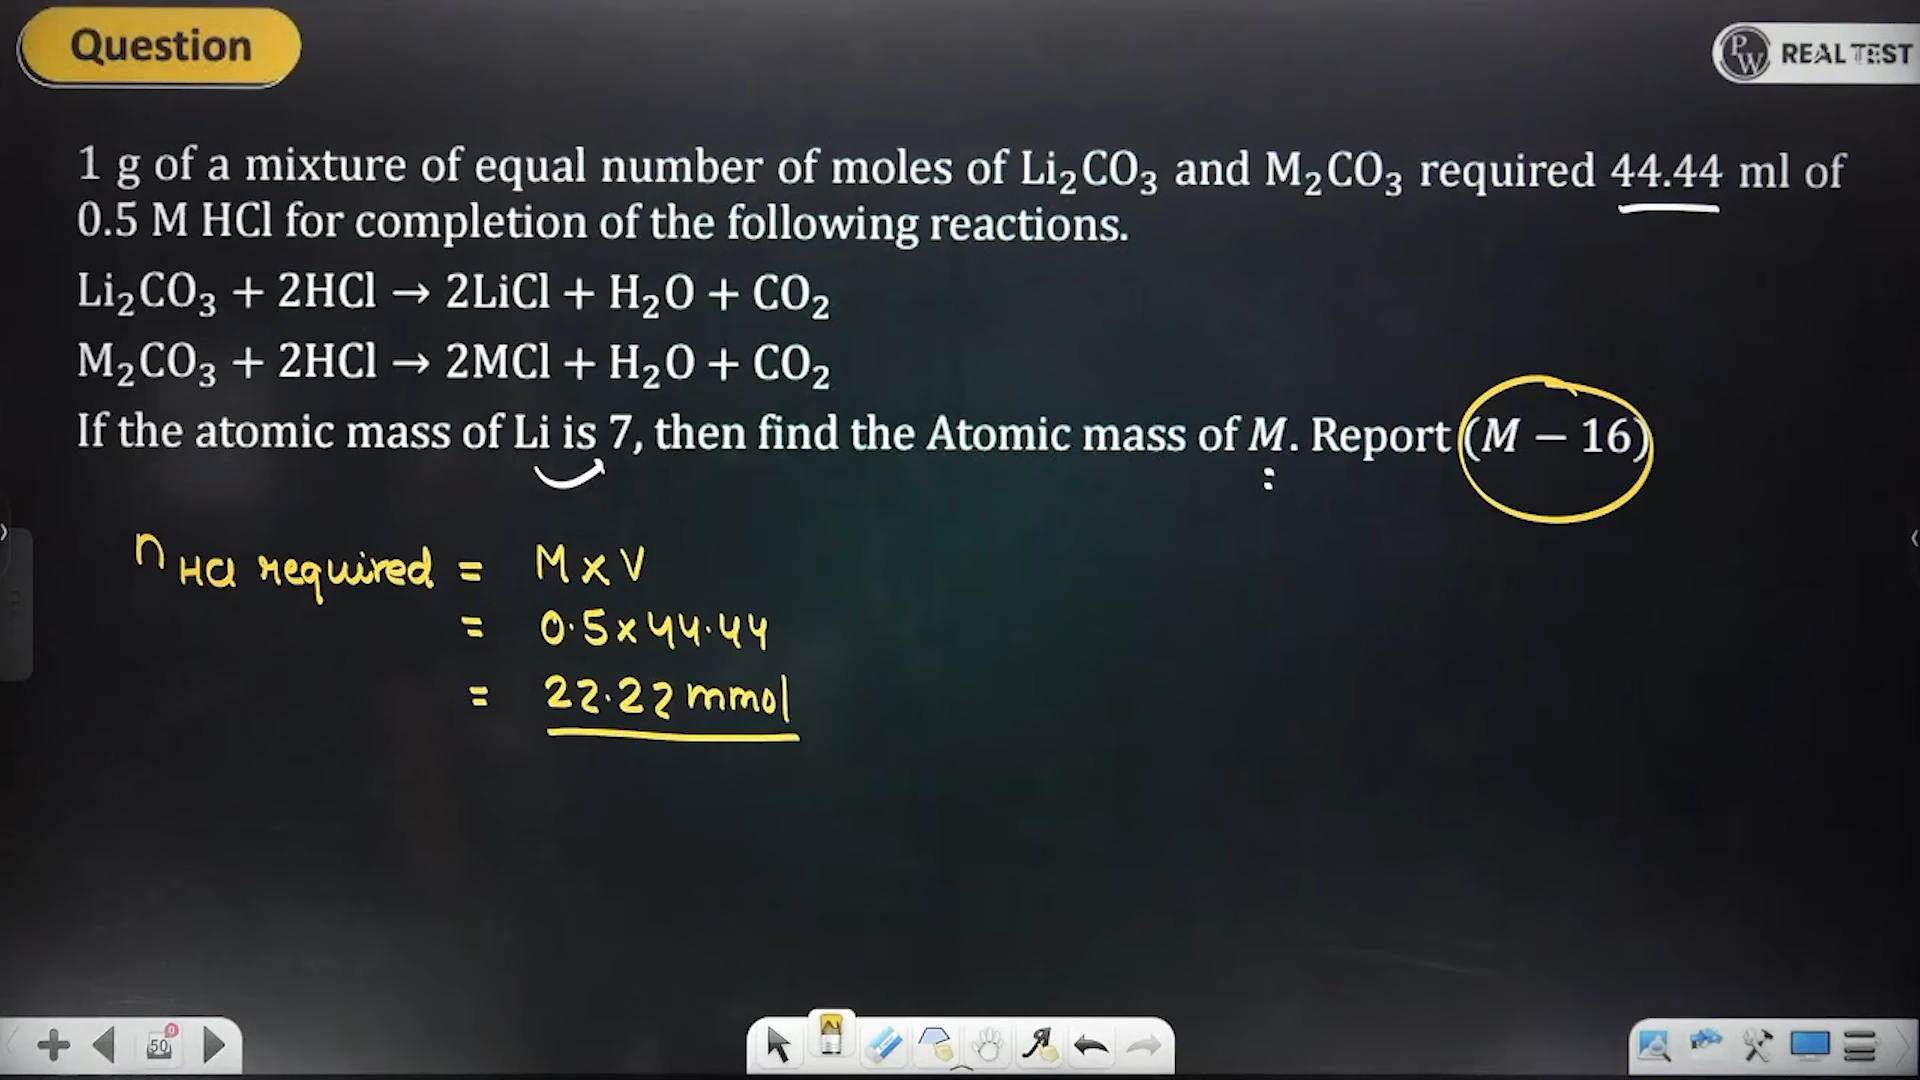 Question
PW REAL TEST
1 g of a mixture of equal number of moles of Li₂CO₃ and M₂CO₃ required 44.44 ml of
0.5 M HCl for completion of the following reactions.
Li₂CO₃ + 2HCl → 2LiCl + H₂O + CO₂
M₂CO₃ + 2HCl → 2MCl + H₂O + CO₂
If the atomic mass of Li is 7, then find the Atomic mass of M. Report (M − 16)
n HCl required = M × V
= 0.5 × 44.44
= 22.22 mmol
50
0